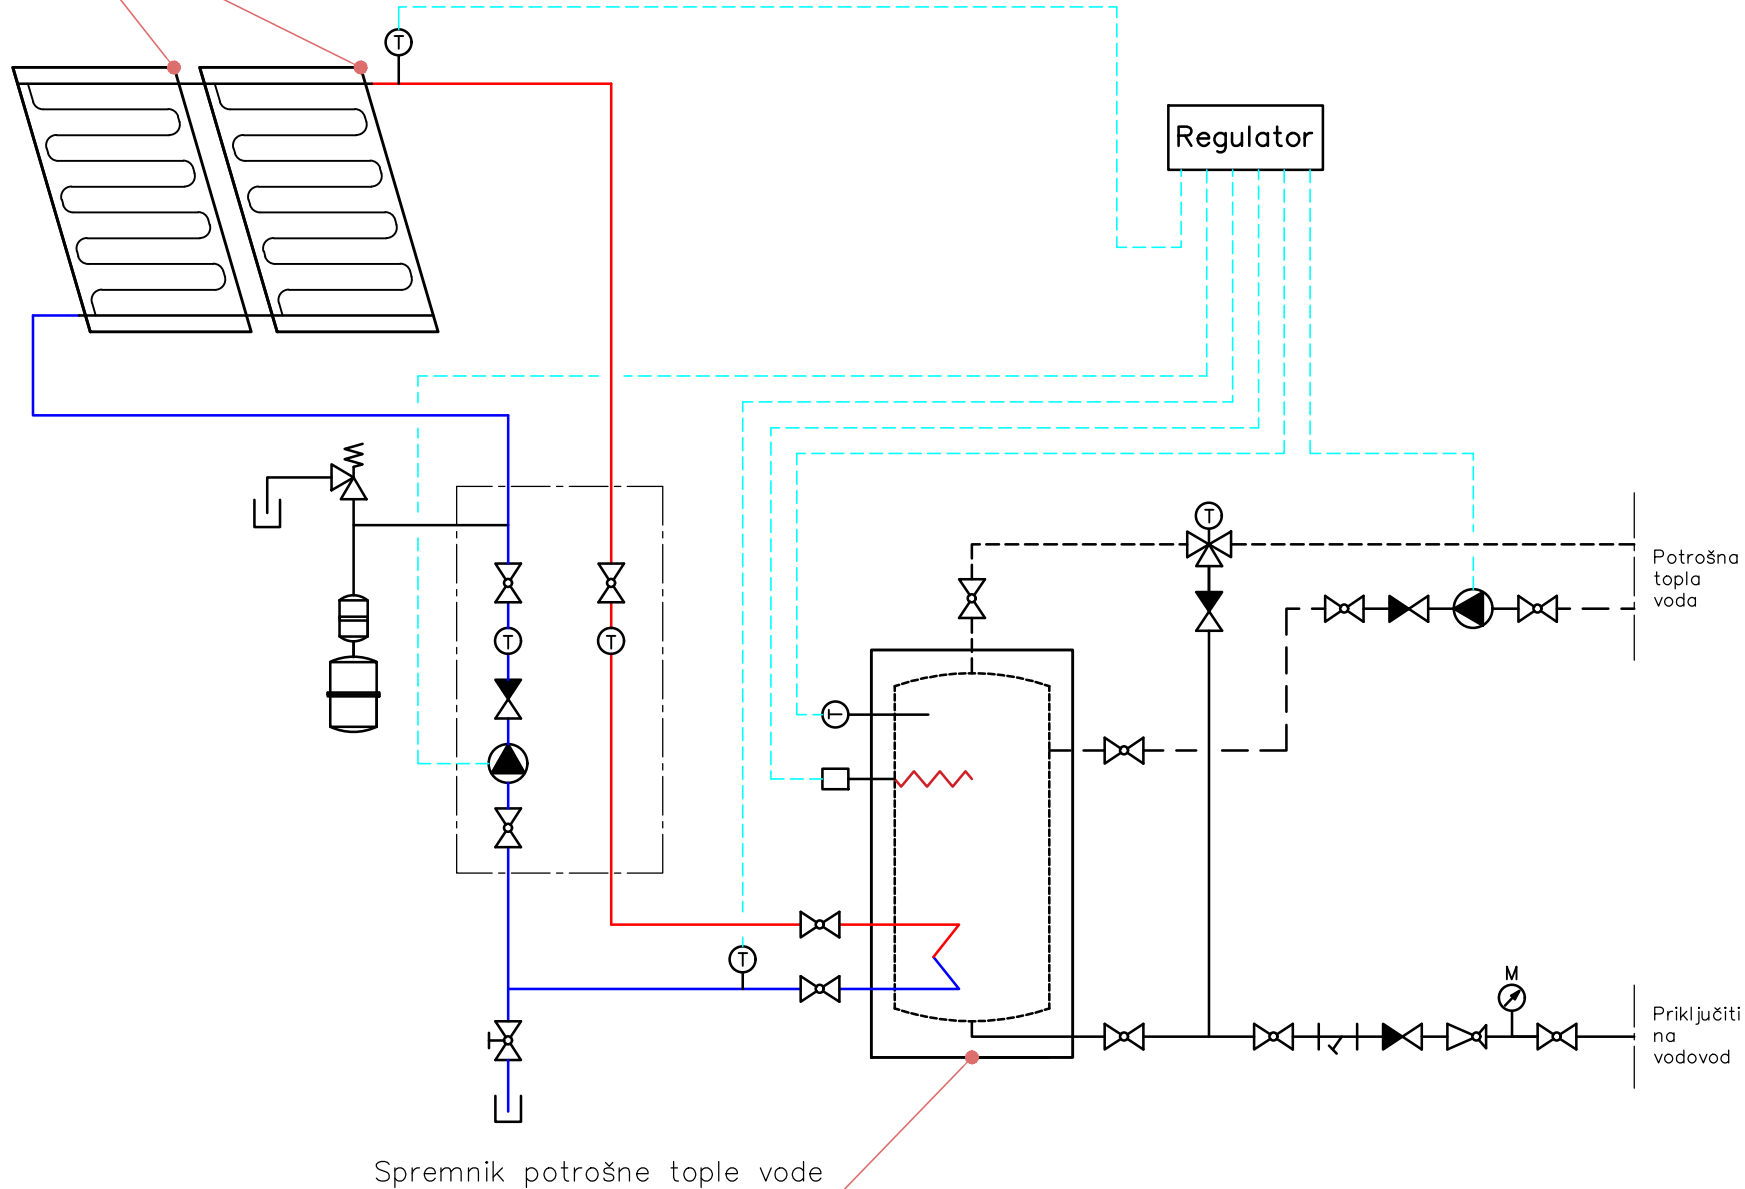 T
Regulator
T
Potrošna
topla
voda
T
T
T
T
M
Priključiti
na
vodovod
Spremnik potrošne tople vode